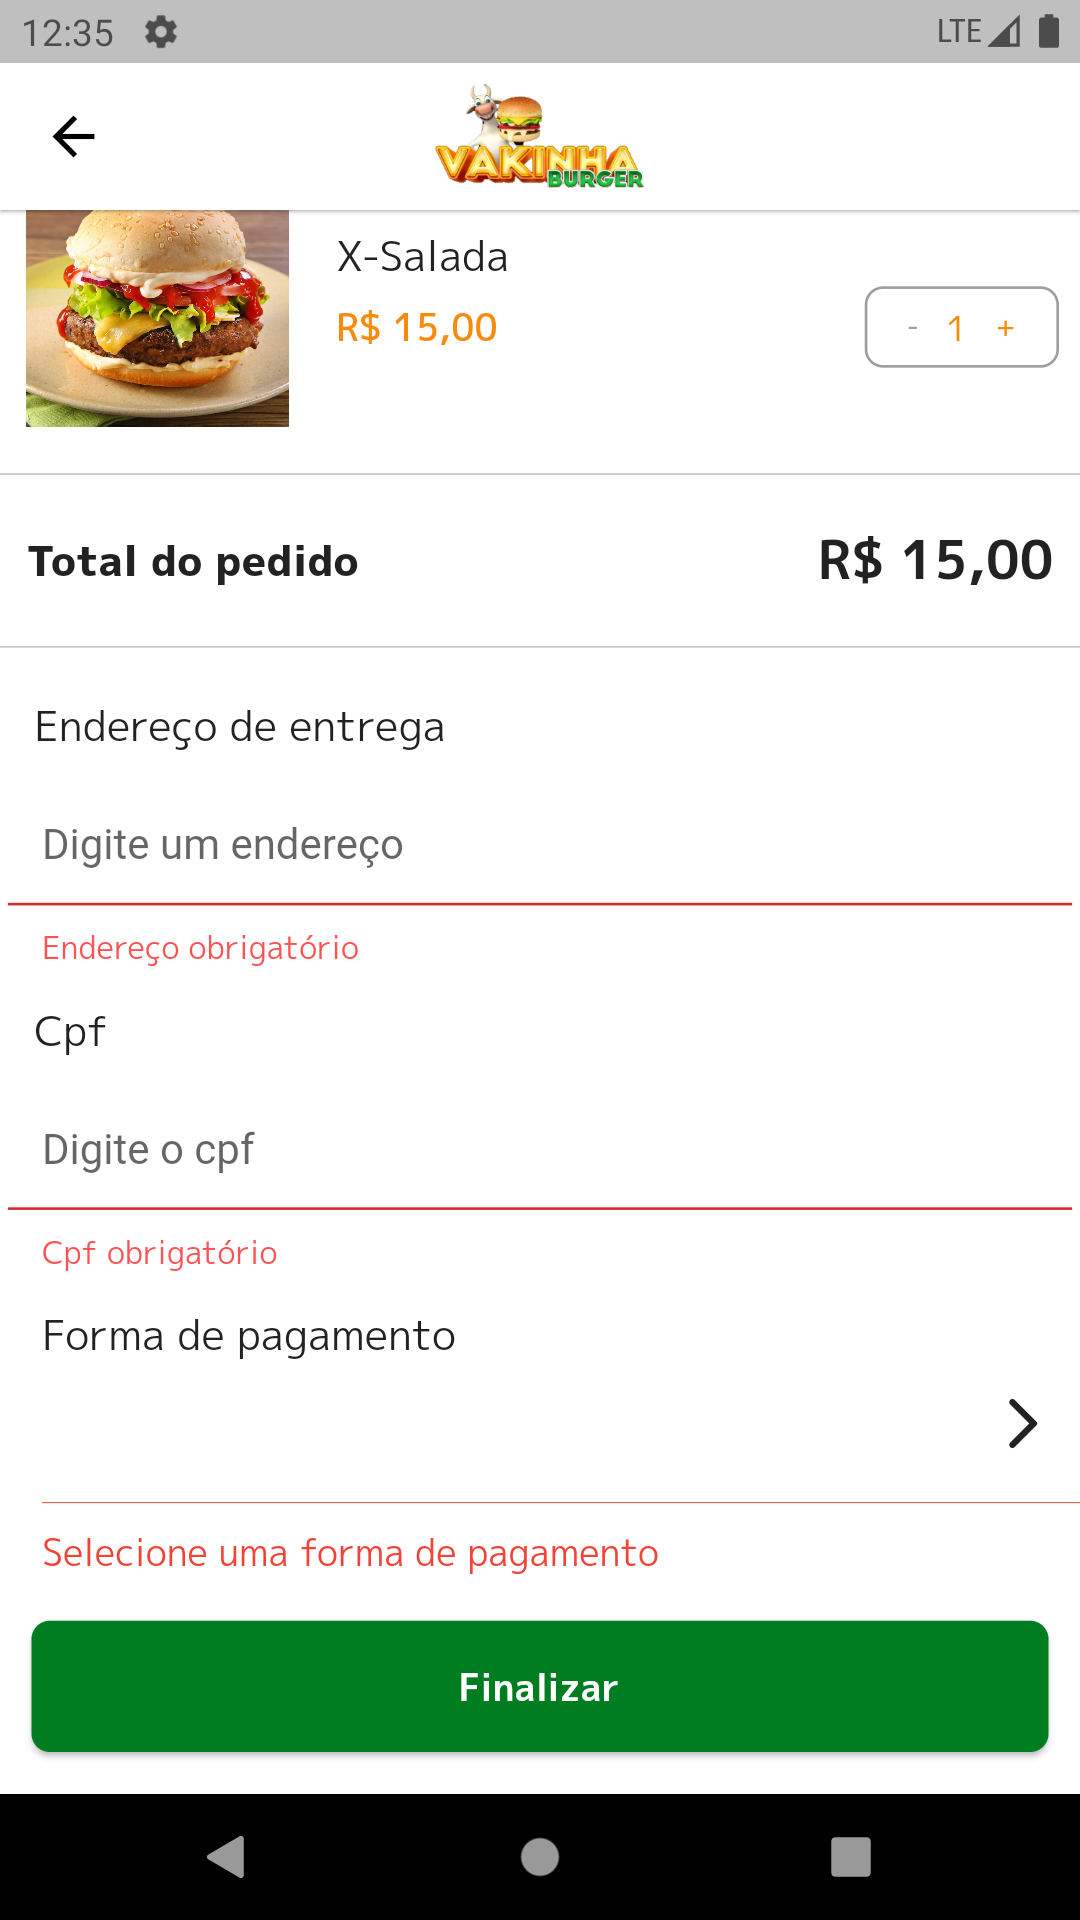 12:35
LTE
VAKINHA
BURGER
X-Salada
R$ 15,00
- 1 +
Total do pedido
R$ 15,00
Endereço de entrega
Digite um endereço
Endereço obrigatório
Cpf
Digite o cpf
Cpf obrigatório
Forma de pagamento
Selecione uma forma de pagamento
Finalizar